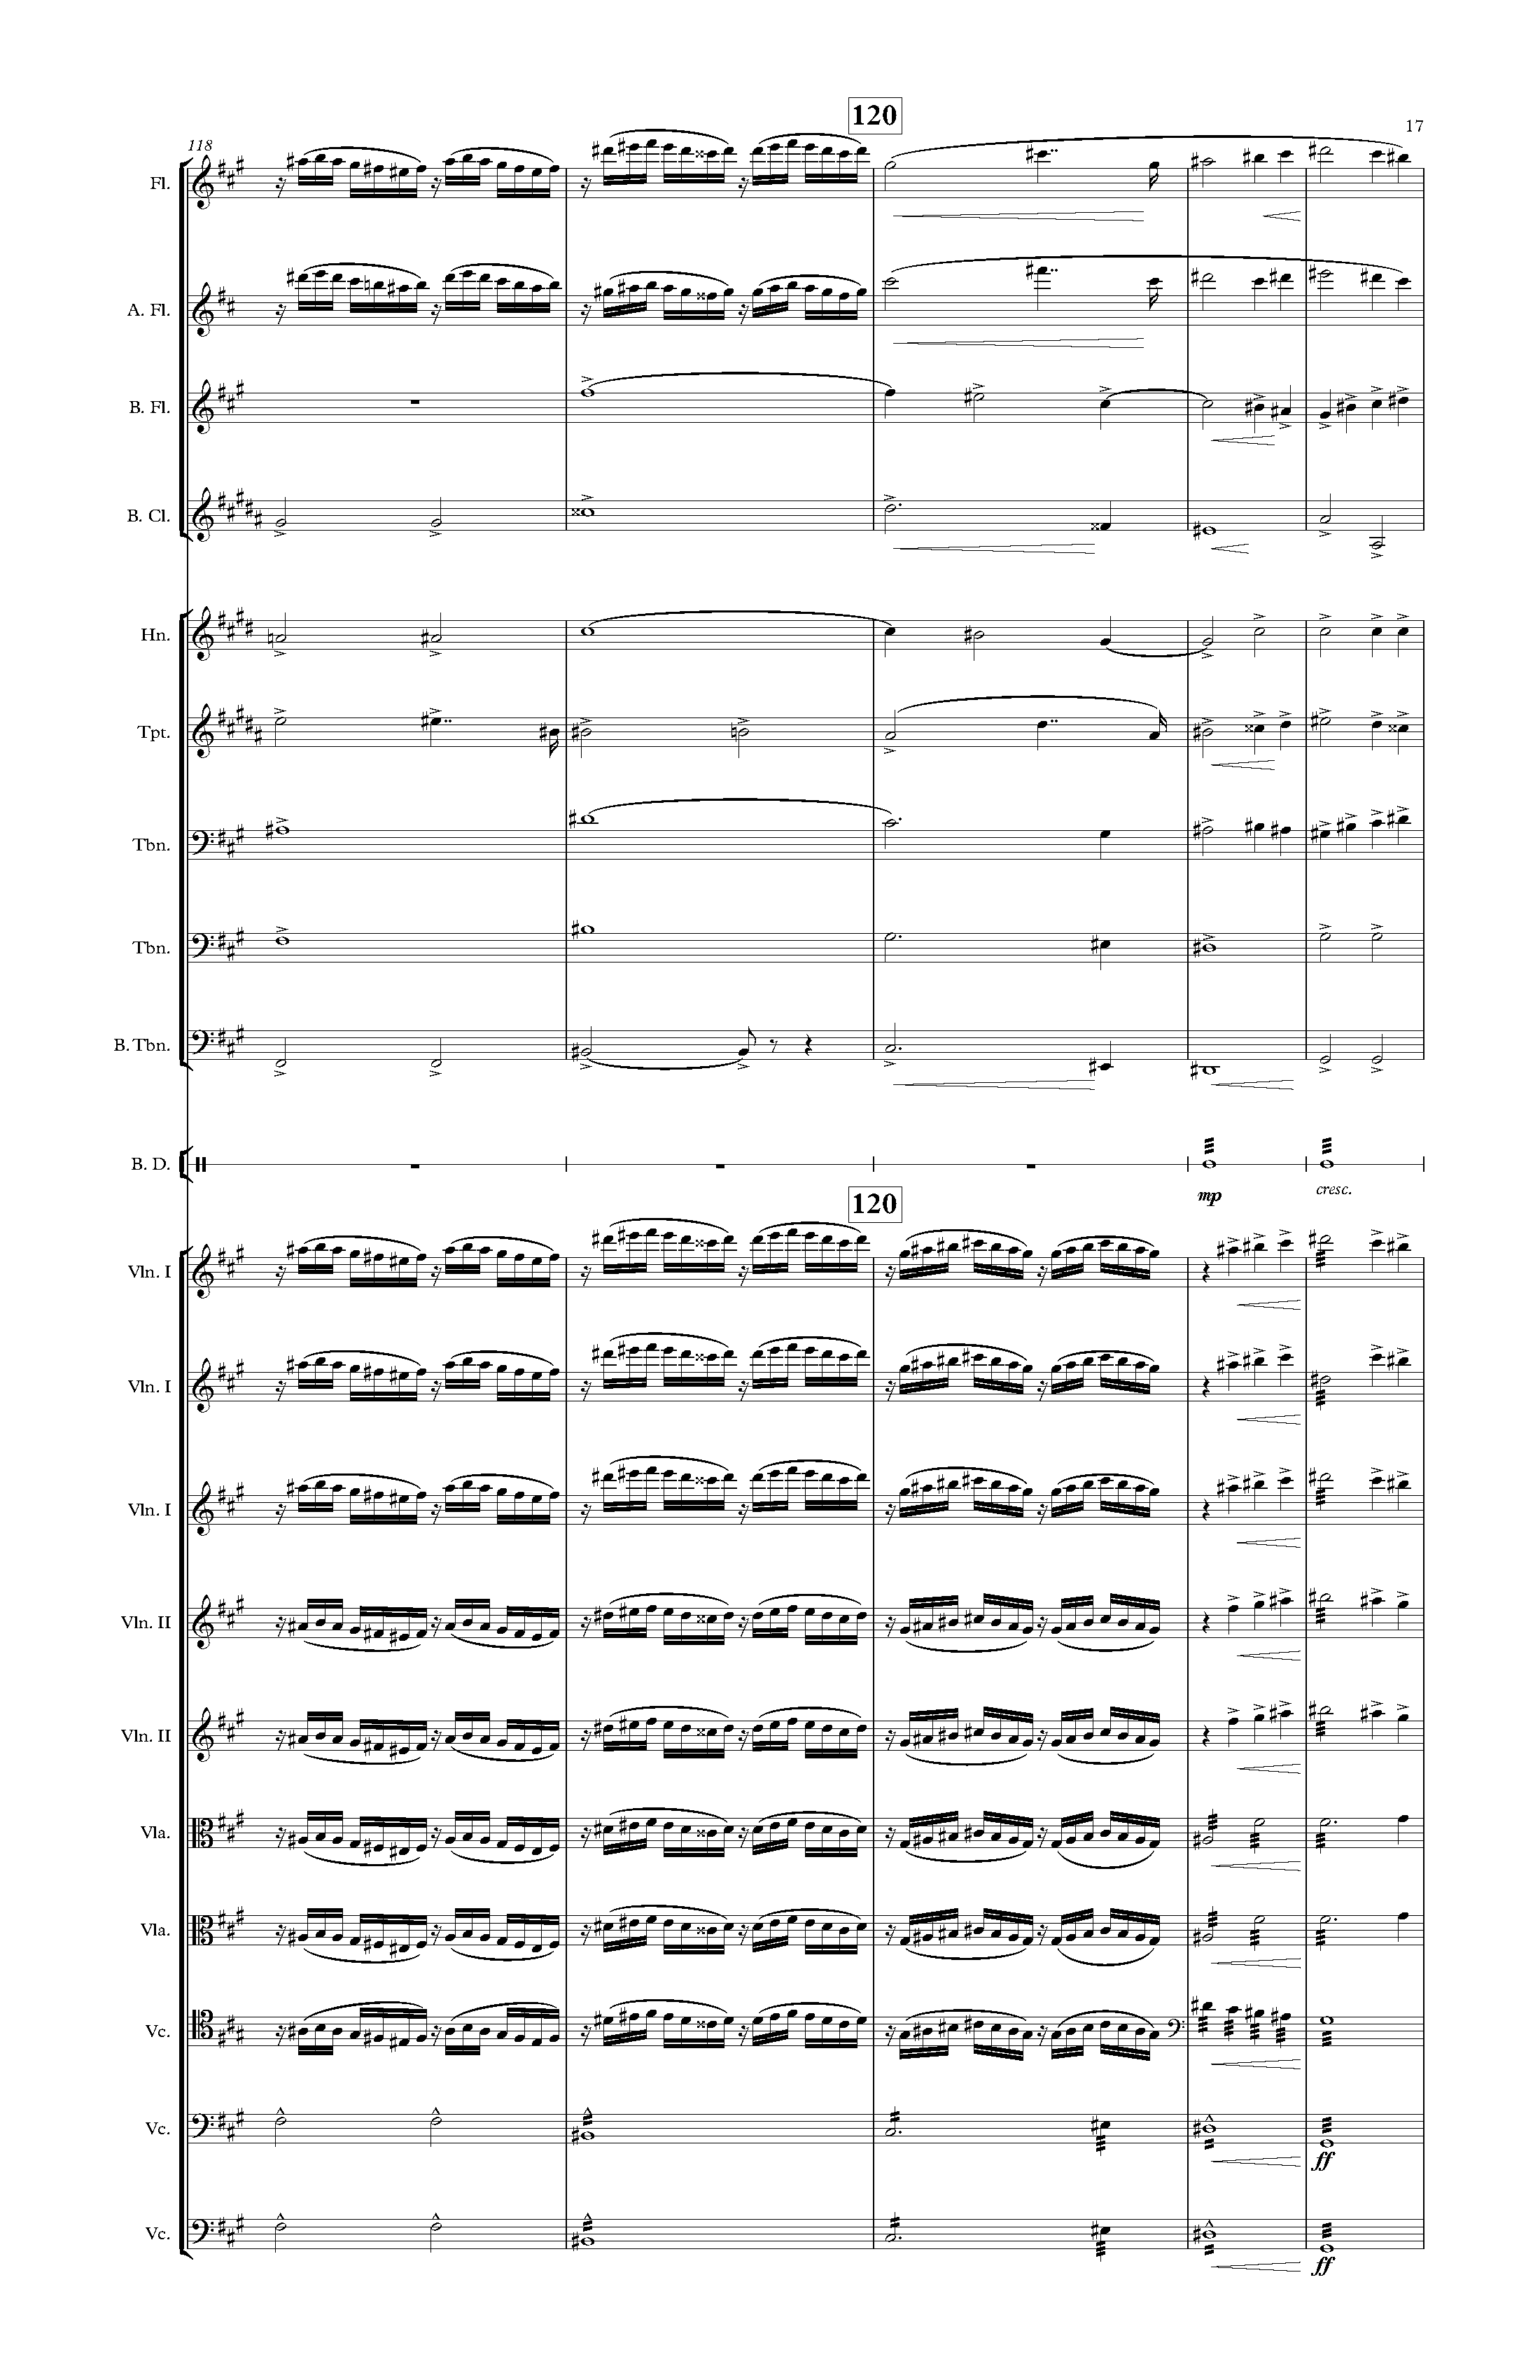 120
17
118
Fl.
A. Fl.
B. Fl.
B. Cl.
Hn.
Tpt.
Tbn.
Tbn.
B. Tbn.
B. D.
mp
cresc.
120
Vln. I
Vln. I
Vln. I
Vln. II
Vln. II
Vla.
Vla.
Vc.
Vc.
ff
Vc.
ff